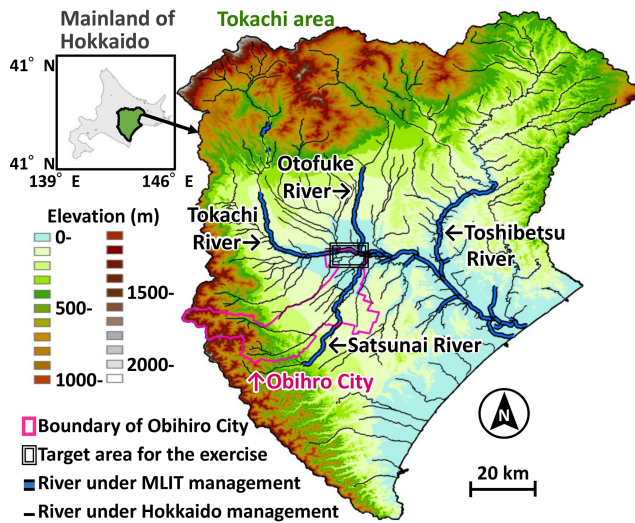 Mainland of
Hokkaido
Tokachi area
41° N
41° N
139° E
146° E
Otofuke
River→
Tokachi
River→
←Toshibetsu
River
←Satsunai River
↑Obihro City
Elevation (m)
0-
500-
1000-
1500-
2000-
N
20 km
Boundary of Obihiro City
Target area for the exercise
River under MLIT management
River under Hokkaido management